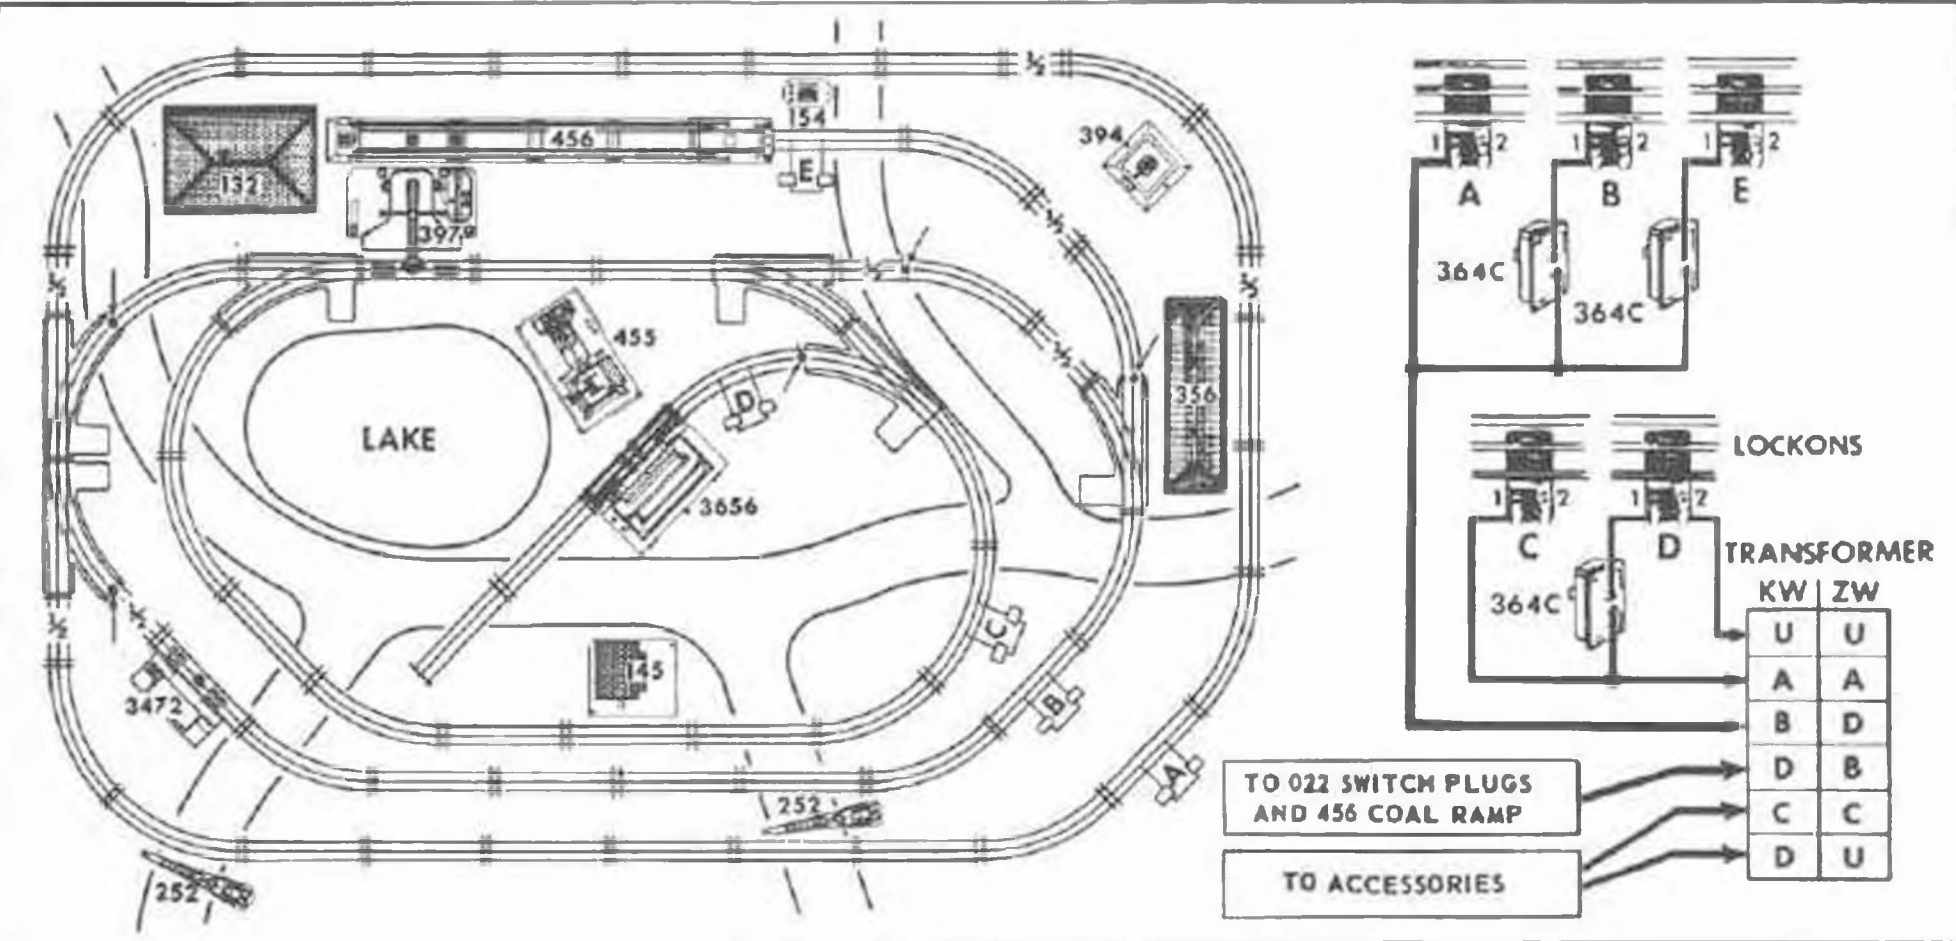 ½
154
394
456
132
E
½
397
½
½
½
356
455
½
D
LAKE
3656
C
½
½
145
3472
B
A
252
252
1 2 1 2 1 2
A B E
364C
364C
LOCKONS
1 2 1 2
C D
TRANSFORMER
364C
KW ZW
U U
A A
B D
D B
C C
D U
TO 022 SWITCH PLUGS
AND 456 COAL RAMP
TO ACCESSORIES